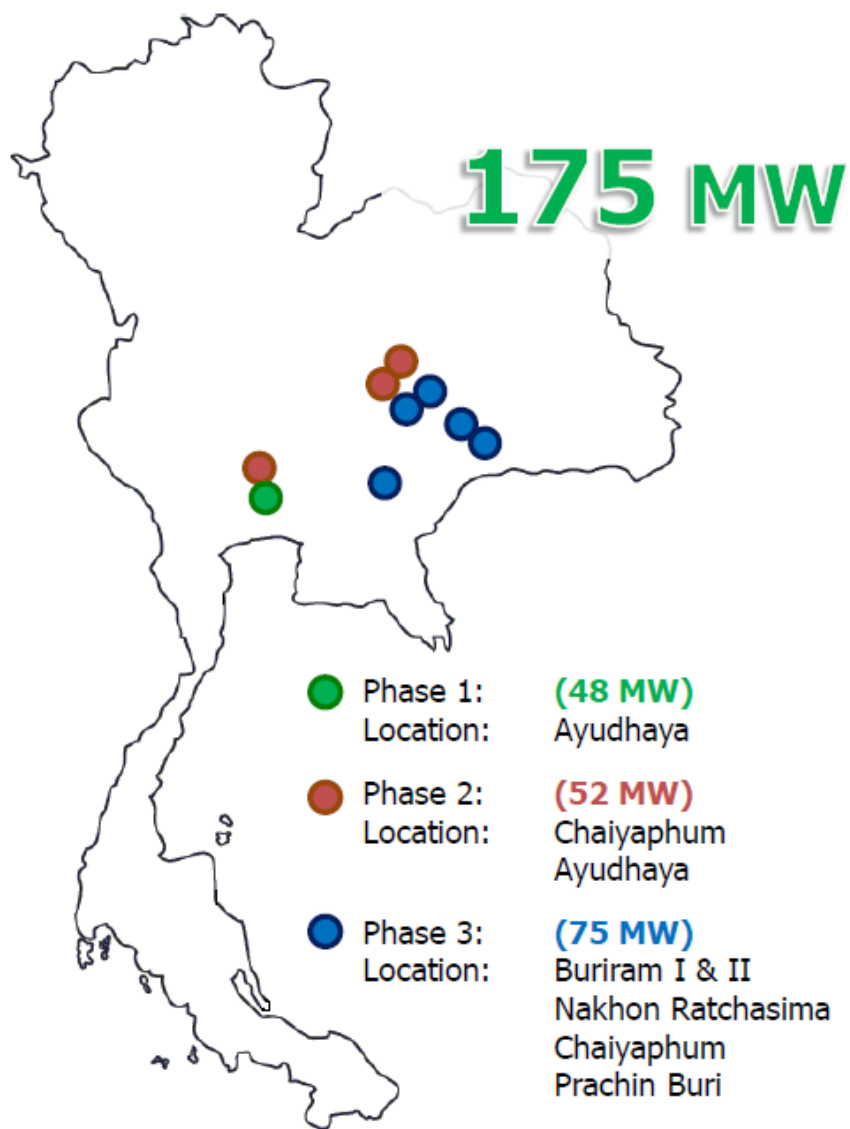 175 MW
Phase 1: (48 MW)
Location: Ayudhaya
Phase 2: (52 MW)
Location: Chaiyaphum
Ayudhaya
Phase 3: (75 MW)
Location: Buriram I & II
Nakhon Ratchasima
Chaiyaphum
Prachin Buri